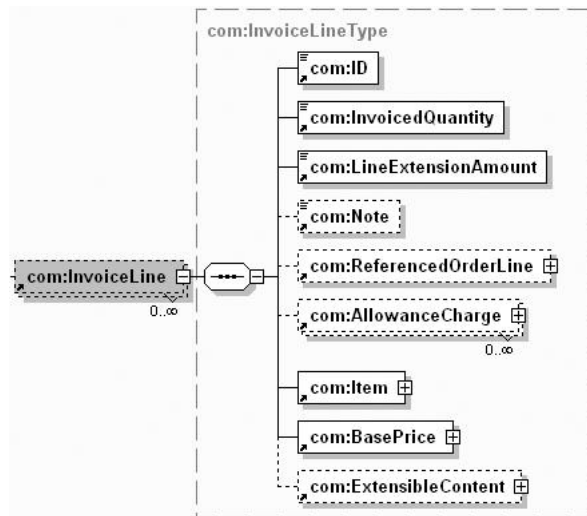 com:InvoiceLineType
com:ID
com:InvoicedQuantity
com:LineExtensionAmount
com:Note
com:InvoiceLine
com:ReferencedOrderLine
0..∞
com:AllowanceCharge
0..∞
com:Item
com:BasePrice
com:ExtensibleContent